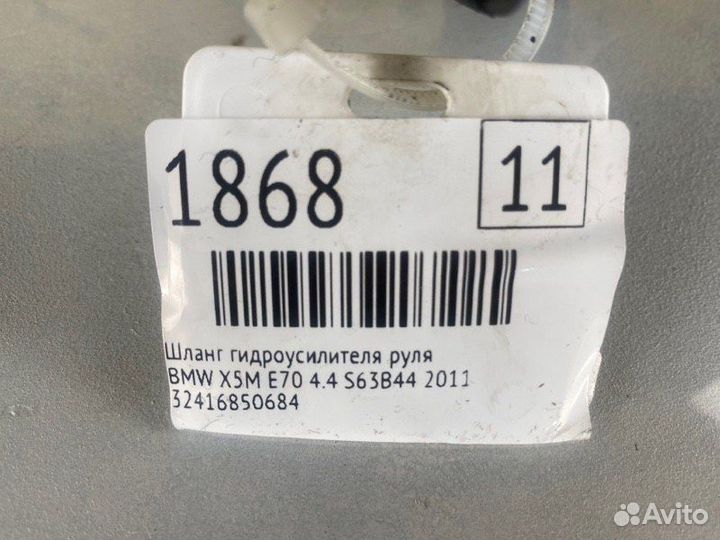 1868
11
Шланг гидроусилителя руля
BMW X5M E70 4.4 S63B44 2011
32416850684
Avito